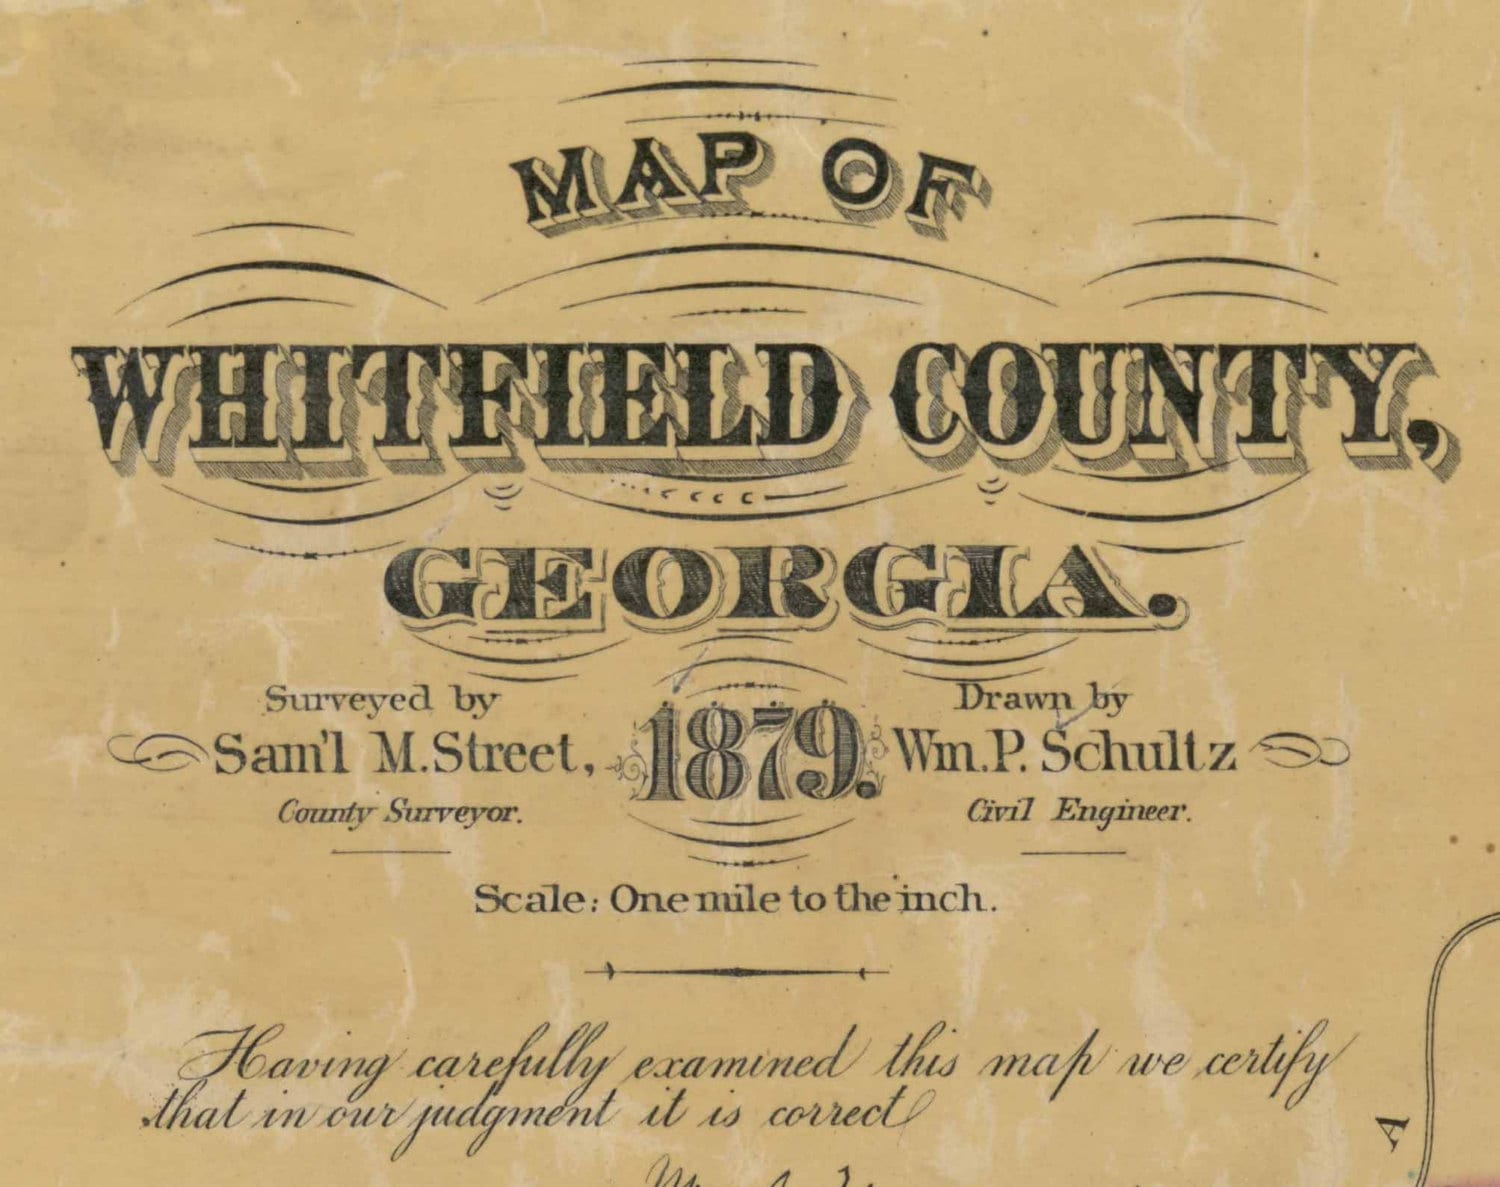 MAP OF
WHITFIELD COUNTY,
GEORGIA.
Surveyed by
Sam'l M. Street,
County Surveyor.
1879.
Drawn by
Wm. P. Schultz
Civil Engineer.
Scale: One mile to the inch.
Having carefully examined this map we certify
that in our judgment it is correct
A